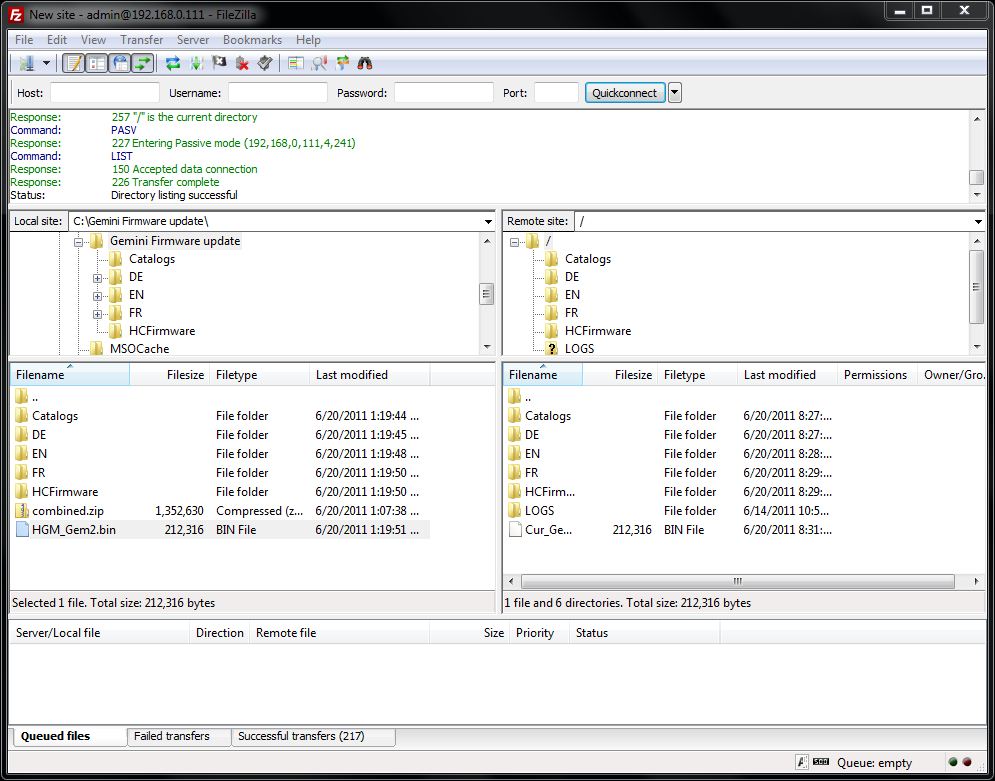 New site - admin@192.168.0.111 - FileZilla
File Edit View Transfer Server Bookmarks Help
Host: Username: Password: Port: Quickconnect
Response: 257 "/" is the current directory
Command: PASV
Response: 227 Entering Passive mode (192,168,0,111,4,241)
Command: LIST
Response: 150 Accepted data connection
Response: 226 Transfer complete
Status: Directory listing successful
Local site: C:\Gemini Firmware update\
Gemini Firmware update
Catalogs
DE
EN
FR
HCFirmware
MSOCache
Remote site: /
/
Catalogs
DE
EN
FR
HCFirmware
? LOGS
Filename Filesize Filetype Last modified
..
Catalogs File folder 6/20/2011 1:19:44 ...
DE File folder 6/20/2011 1:19:45 ...
EN File folder 6/20/2011 1:19:48 ...
FR File folder 6/20/2011 1:19:50 ...
HCFirmware File folder 6/20/2011 1:19:50 ...
combined.zip 1,352,630 Compressed (z... 6/20/2011 1:07:38 ...
HGM_Gem2.bin 212,316 BIN File 6/20/2011 1:19:51 ...
Selected 1 file. Total size: 212,316 bytes
Filename Filesize Filetype Last modified Permissions Owner/Gro...
..
Catalogs File folder 6/20/2011 8:27:...
DE File folder 6/20/2011 8:27:...
EN File folder 6/20/2011 8:28:...
FR File folder 6/20/2011 8:29:...
HCFirm... File folder 6/20/2011 8:29:...
LOGS File folder 6/14/2011 10:5...
Cur_Ge... 212,316 BIN File 6/20/2011 8:31:...
1 file and 6 directories. Total size: 212,316 bytes
Server/Local file Direction Remote file Size Priority Status
Queued files Failed transfers Successful transfers (217)
Queue: empty